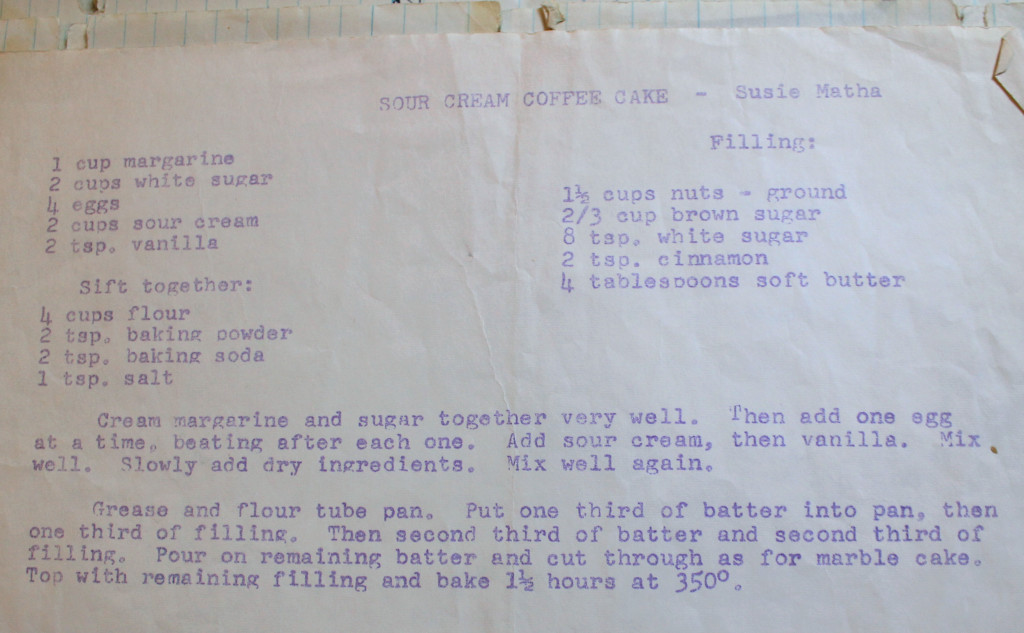 SOUR CREAM COFFEE CAKE - Susie Matha
1 cup margarine
2 cups white sugar
4 eggs
2 cups sour cream
2 tsp. vanilla
Sift together:
4 cups flour
2 tsp. baking powder
2 tsp. baking soda
1 tsp. salt
Filling:
1½ cups nuts - ground
2/3 cup brown sugar
8 tsp. white sugar
2 tsp. cinnamon
4 tablespoons soft butter
Cream margarine and sugar together very well. Then add one egg
at a time, beating after each one. Add sour cream, then vanilla. Mix
well. Slowly add dry ingredients. Mix well again.
Grease and flour tube pan. Put one third of batter into pan, then
one third of filling. Then second third of batter and second third of
filling. Pour on remaining batter and cut through as for marble cake.
Top with remaining filling and bake 1½ hours at 350°.